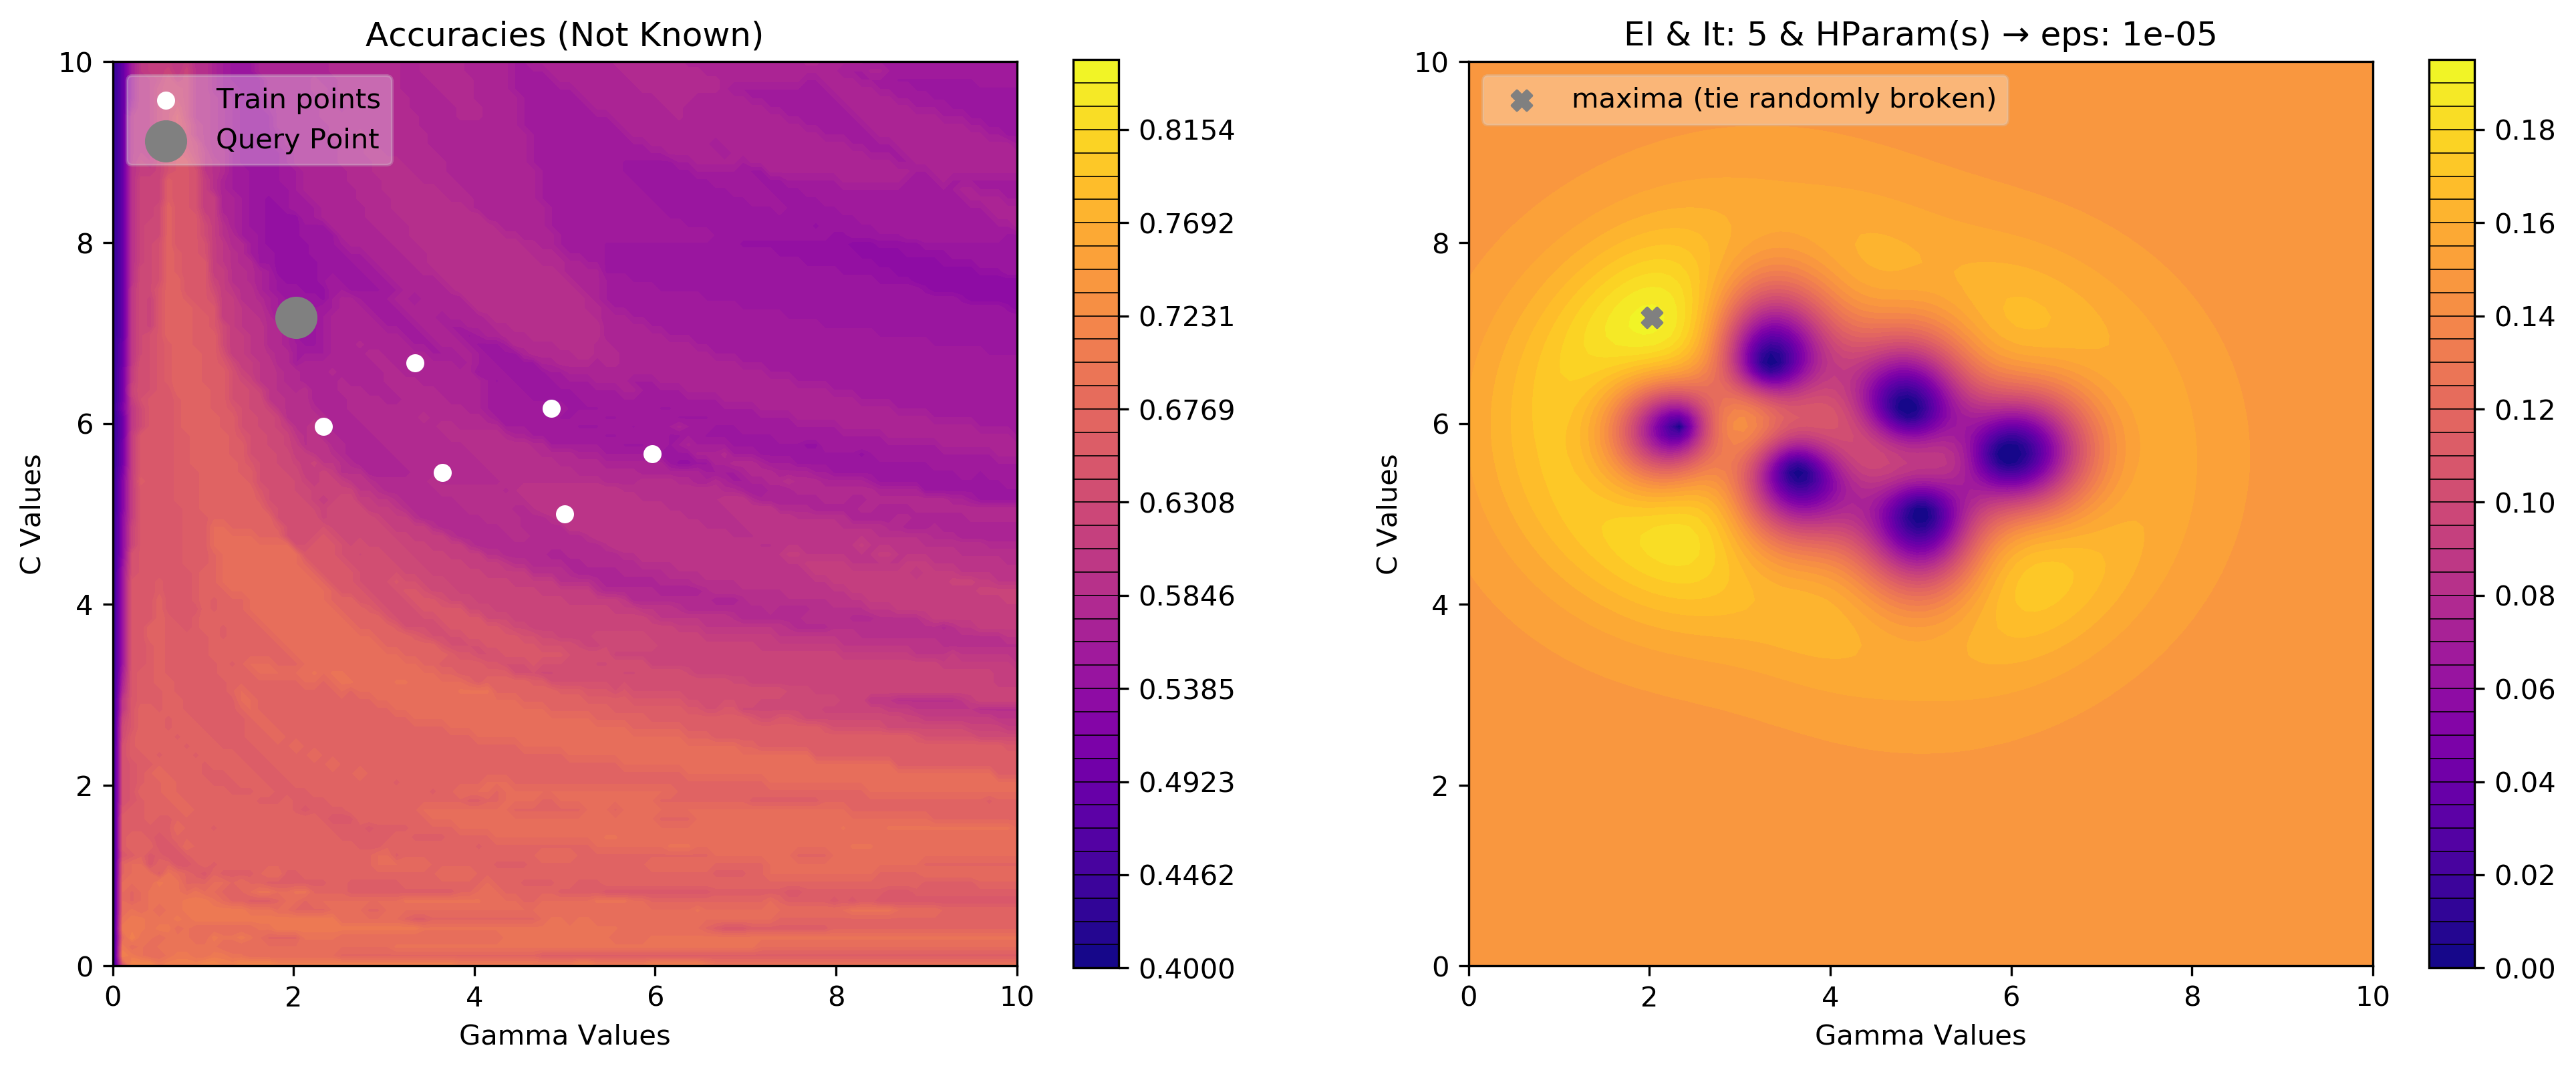 Accuracies (Not Known)
Train points
Query Point
10
8
6
4
2
0
C Values
0 2 4 6 8 10
Gamma Values
0.8154
0.7692
0.7231
0.6769
0.6308
0.5846
0.5385
0.4923
0.4462
0.4000
EI & It: 5 & HParam(s) → eps: 1e-05
maxima (tie randomly broken)
10
8
6
4
2
0
C Values
0 2 4 6 8 10
Gamma Values
0.18
0.16
0.14
0.12
0.10
0.08
0.06
0.04
0.02
0.00